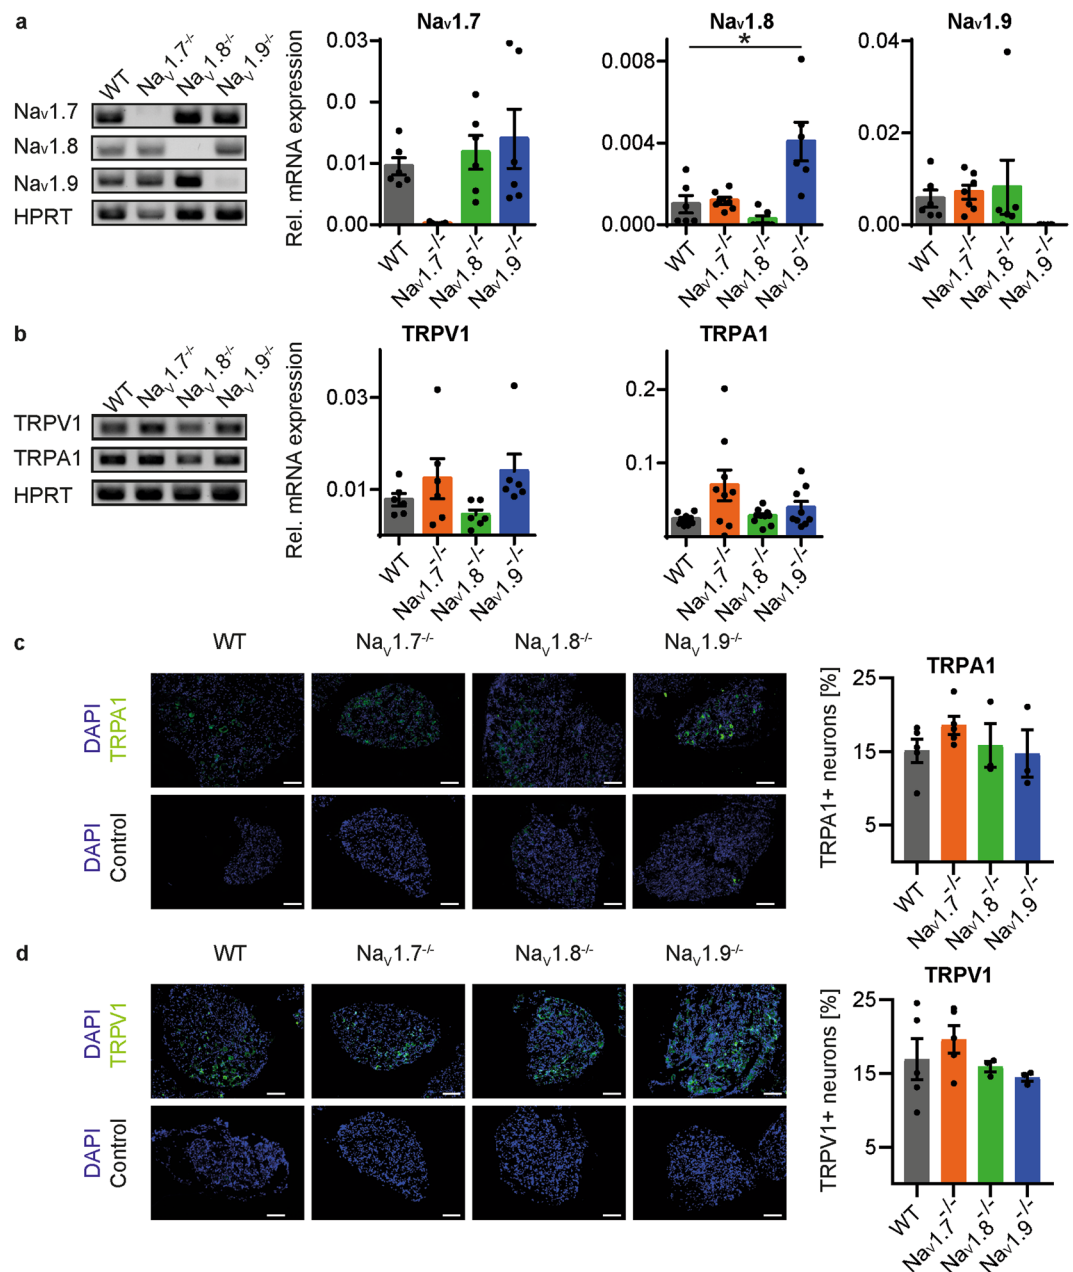 a
WT
Nav1.7-/-
Nav1.8-/-
Nav1.9-/-
Nav1.7
Nav1.8
Nav1.9
HPRT
Rel. mRNA expression
Nav1.7
0.03
0.0
0.01
0.00
WT
Nav1.7-/-
Nav1.8-/-
Nav1.9-/-
Nav1.8
*
0.008
0.004
0.000
WT
Nav1.7-/-
Nav1.8-/-
Nav1.9-/-
Nav1.9
0.04
0.02
0.00
WT
Nav1.7-/-
Nav1.8-/-
Nav1.9-/-
b
WT
NaV1.7-/-
NaV1.8-/-
NaV1.9-/-
TRPV1
TRPA1
HPRT
Rel. mRNA expression
TRPV1
0.03
0.01
WT
Nav1.7-/-
Nav1.8-/-
Nav1.9-/-
TRPA1
0.2
0.1
WT
Nav1.7-/-
Nav1.8-/-
Nav1.9-/-
c
WT
NaV1.7-/-
NaV1.8-/-
NaV1.9-/-
DAPI
TRPA1
DAPI
Control
TRPA1
TRPA1+ neurons [%]
25
15
5
WT
Nav1.7-/-
Nav1.8-/-
Nav1.9-/-
d
WT
NaV1.7-/-
NaV1.8-/-
NaV1.9-/-
DAPI
TRPV1
DAPI
Control
TRPV1
TRPV1+ neurons [%]
25
15
5
WT
Nav1.7-/-
Nav1.8-/-
Nav1.9-/-